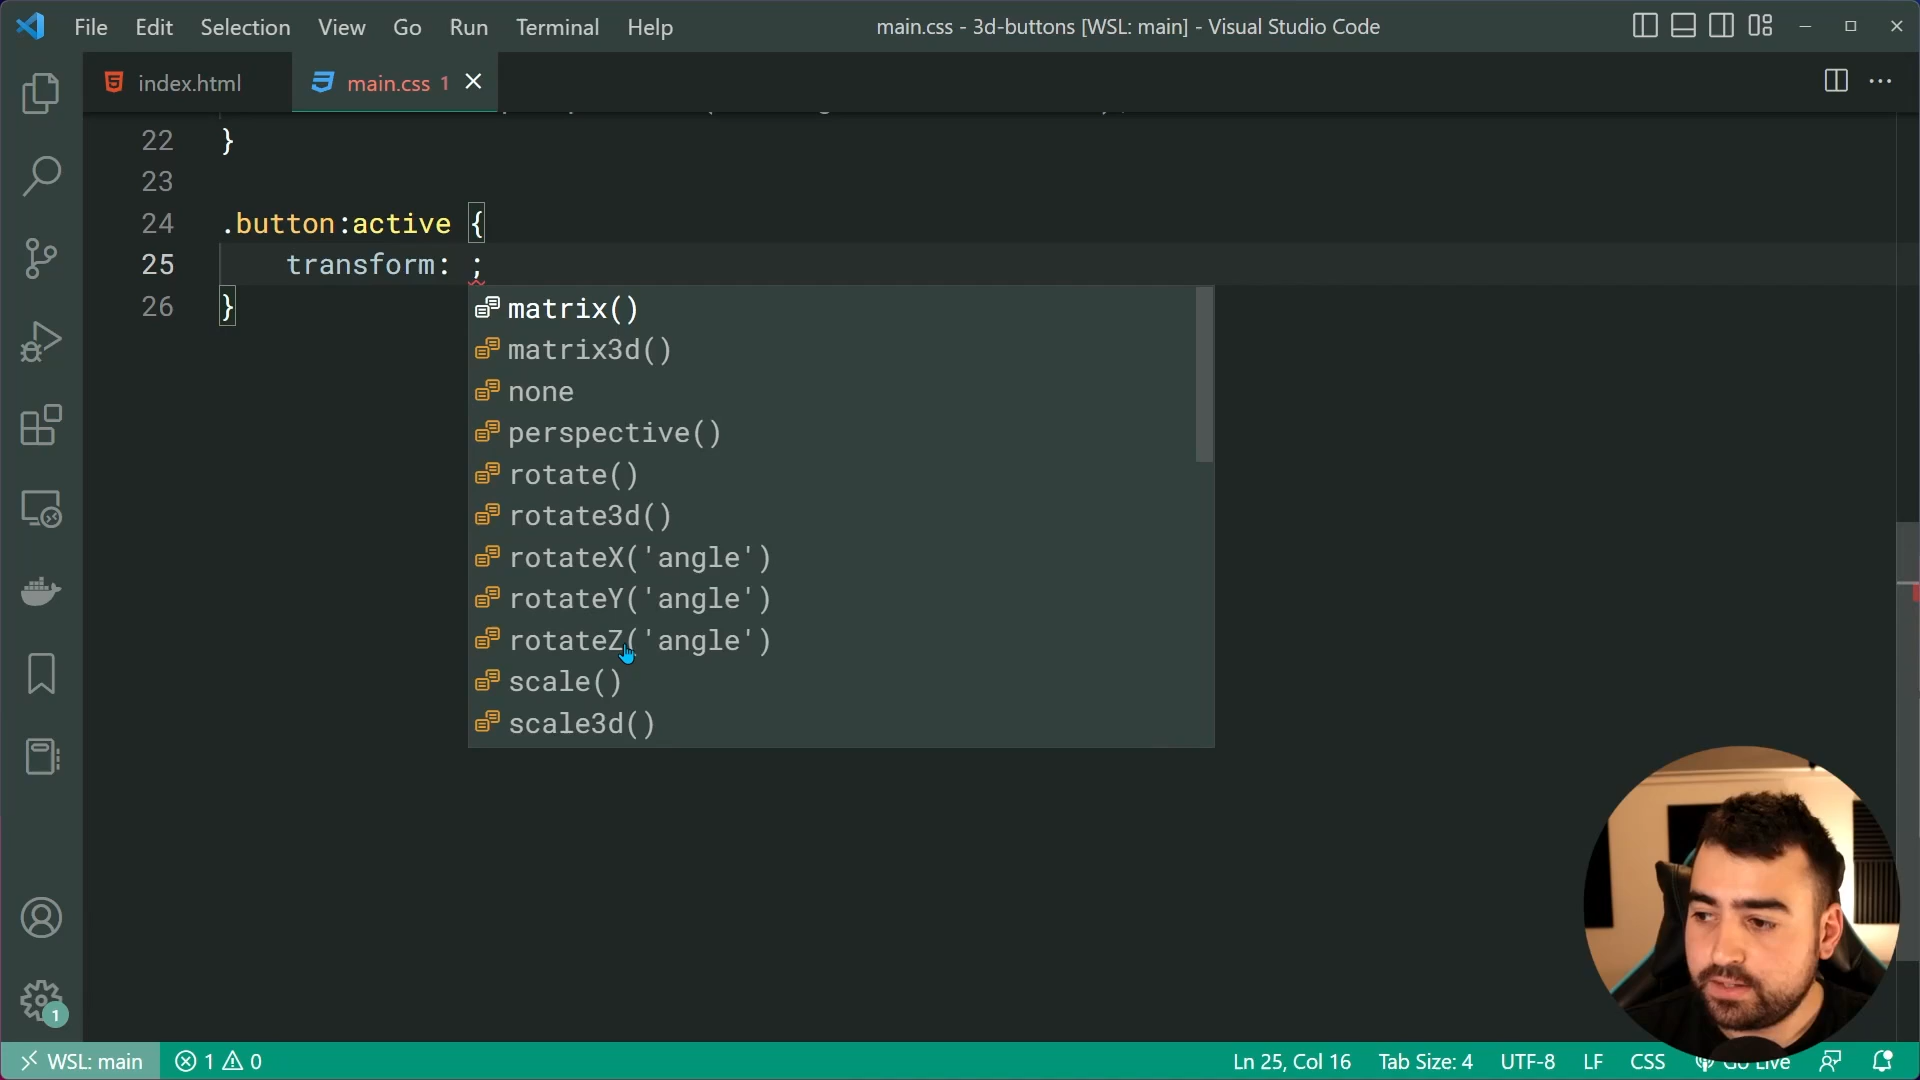 File Edit Selection View Go Run Terminal Help main.css - 3d-buttons [WSL: main] - Visual Studio Code
index.html main.css 1
22 }
23
24 .button:active {
25 transform: ;
26 }
matrix()
matrix3d()
none
perspective()
rotate()
rotate3d()
rotateX('angle')
rotateY('angle')
rotateZ('angle')
scale()
scale3d()
1
WSL: main 1 0 Ln 25, Col 16 Tab Size: 4 UTF-8 LF CSS Go Live